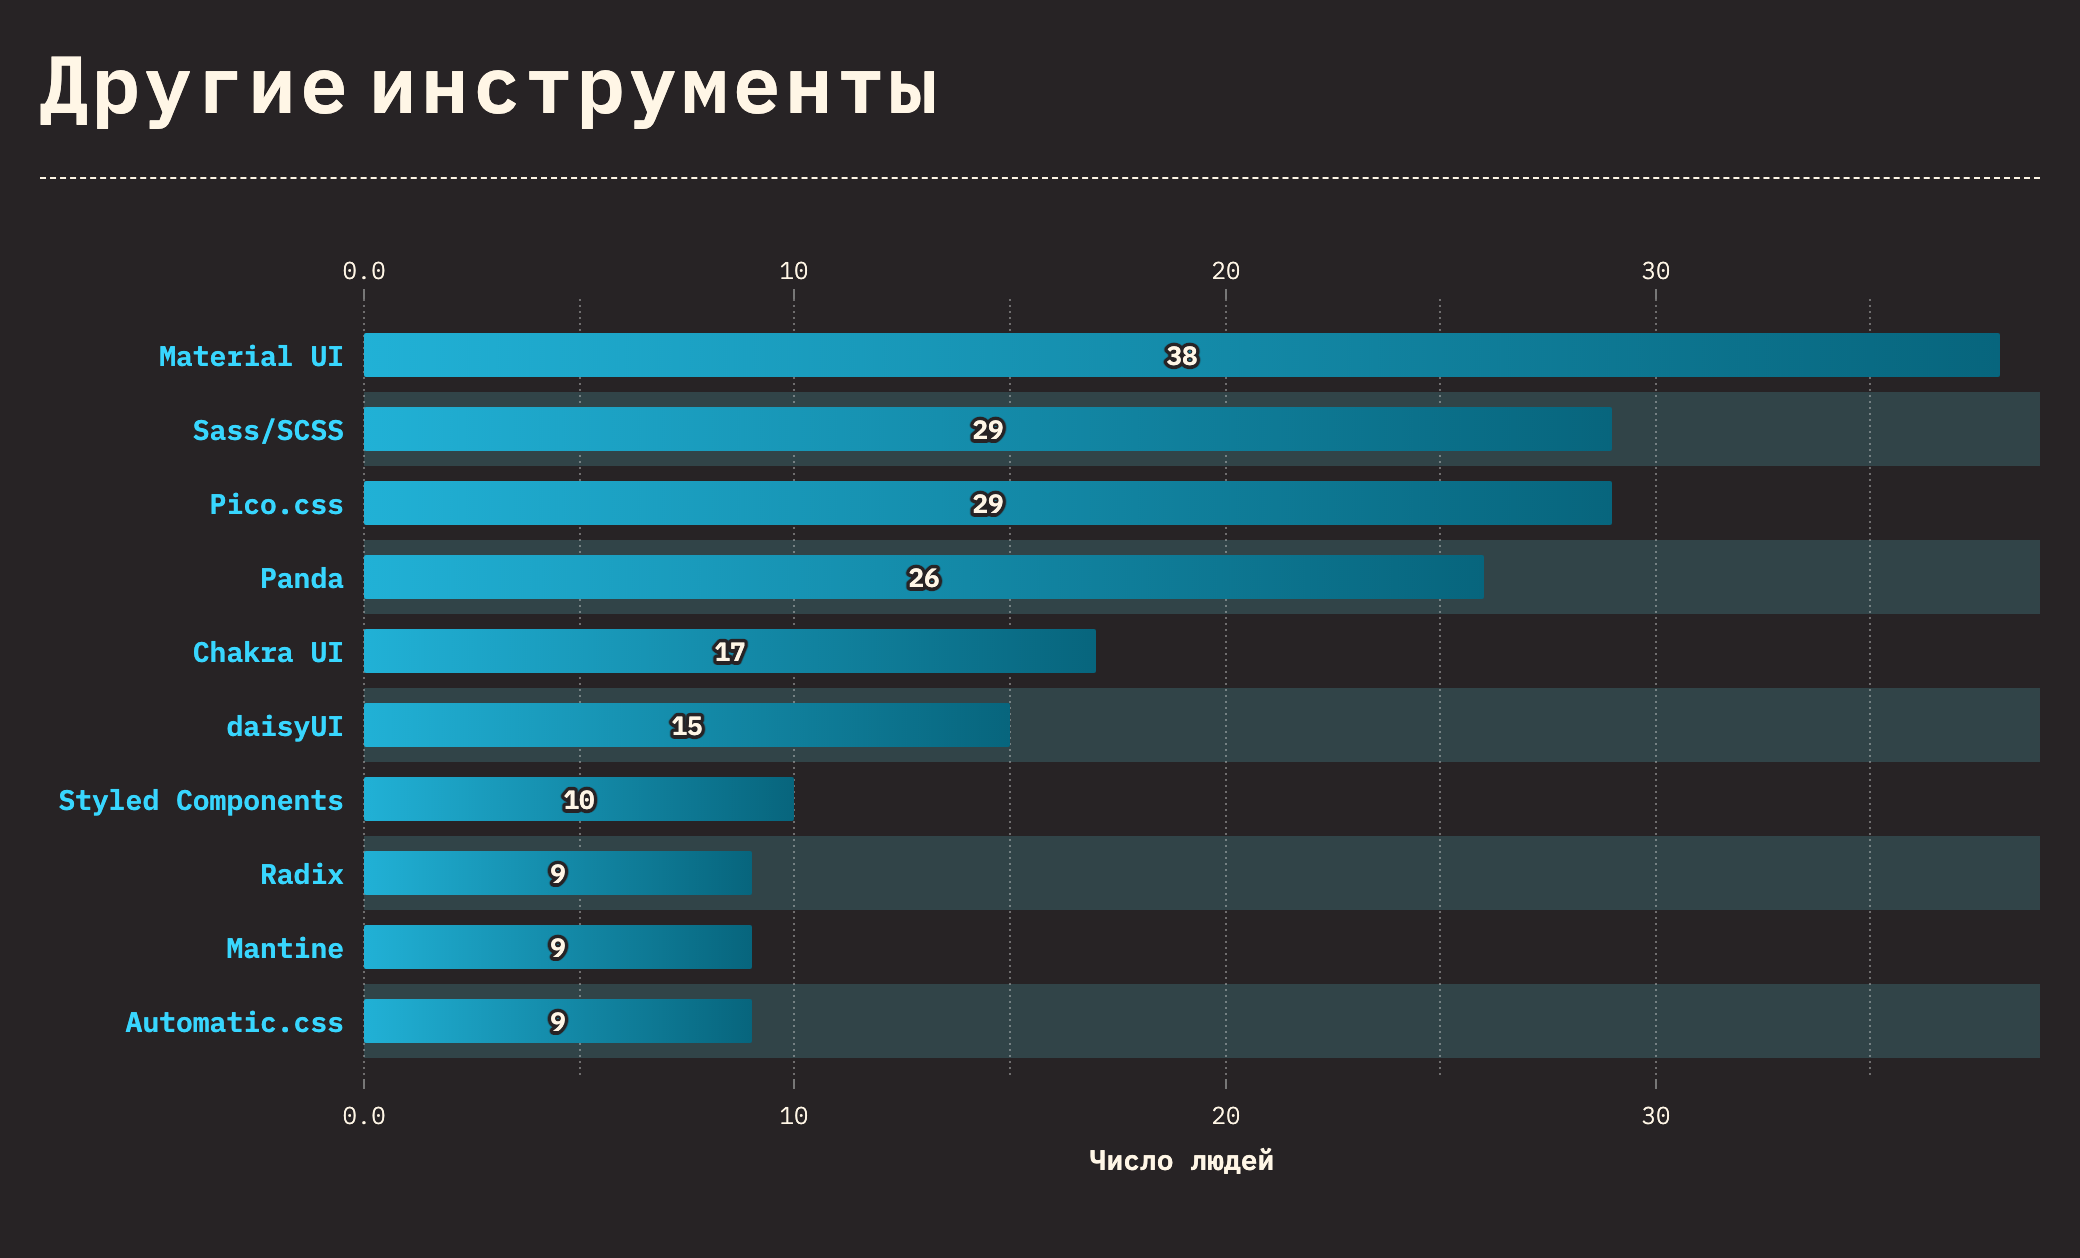 Другие инструменты
0.0 10 20 30
Material UI 38
Sass/SCSS 29
Pico.css 29
Panda 26
Chakra UI 17
daisyUI 15
Styled Components 10
Radix 9
Mantine 9
Automatic.css 9
0.0 10 20 30
Число людей